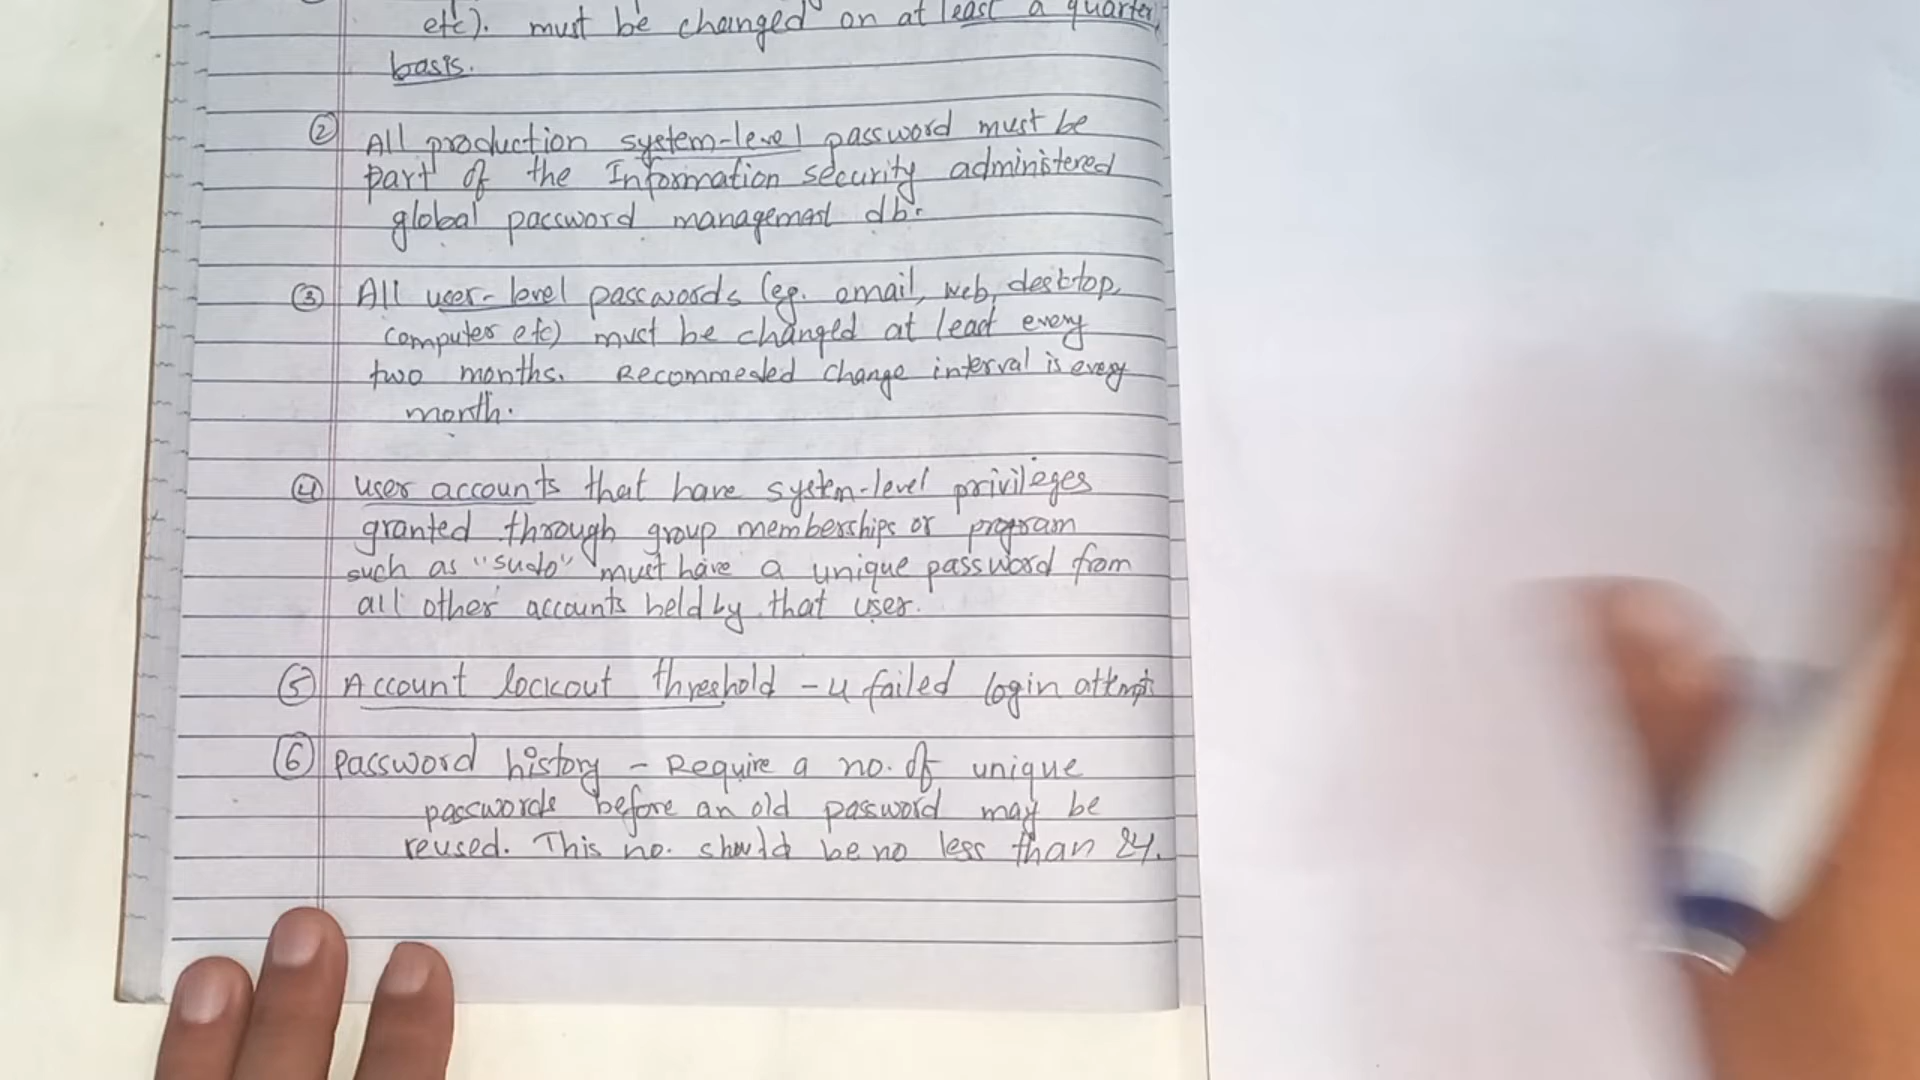 etc). must be changed on at least a quarter
basis.
② All production system-level password must be
part of the Information security administered
global password management db.
③ All user-level passwords (eg. email, web, desktop,
computer etc) must be changed at least every
two months. Recommended change interval is every
month.
④ User accounts that have system-level privileges
granted through group memberships or program
such as "sudo" must have a unique password from
all other accounts held by that user.
⑤ Account lockout threshold - 4 failed login attempts
⑥ Password history - Require a no. of unique
passwords before an old password may be
reused. This no. should be no less than 24.